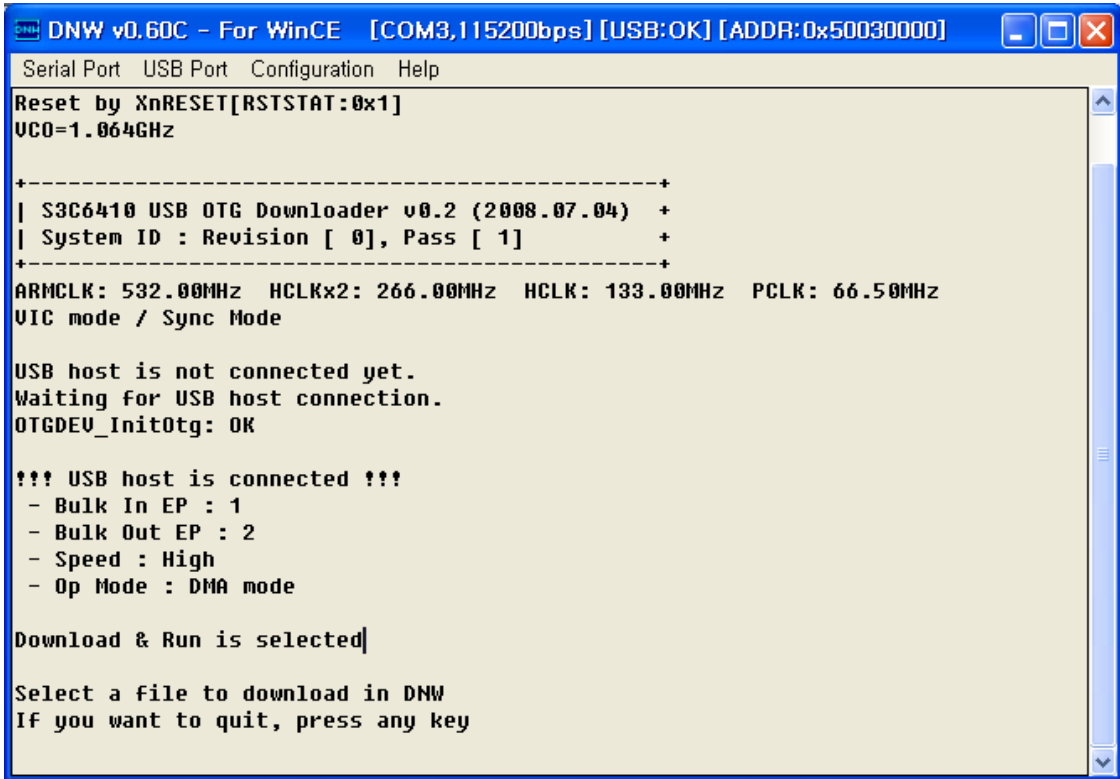 DNW v0.60C - For WinCE [COM3,115200bps] [USB:OK] [ADDR:0x50030000]
Serial Port USB Port Configuration Help
Reset by XnRESET[RSTSTAT:0x1]
VCO=1.064GHz
+-----------------------------------------------+
| S3C6410 USB OTG Downloader v0.2 (2008.07.04) +
| System ID : Revision [ 0], Pass [ 1] +
+-----------------------------------------------+
ARMCLK: 532.00MHz HCLKx2: 266.00MHz HCLK: 133.00MHz PCLK: 66.50MHz
VIC mode / Sync Mode
USB host is not connected yet.
Waiting for USB host connection.
OTGDEV_InitOtg: OK
!!! USB host is connected !!!
- Bulk In EP : 1
- Bulk Out EP : 2
- Speed : High
- Op Mode : DMA mode
Download & Run is selected
Select a file to download in DNW
If you want to quit, press any key